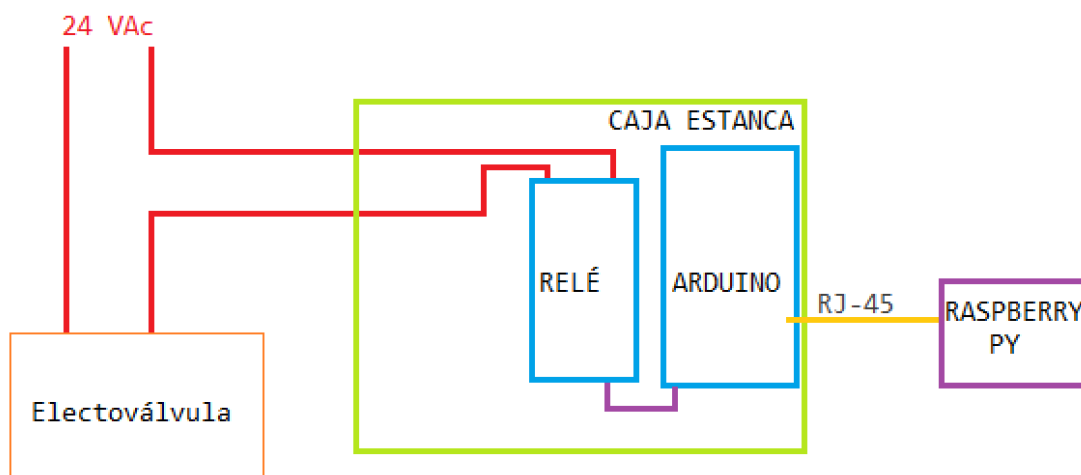 24 VAc
CAJA ESTANCA
RELÉ
ARDUINO
RJ-45
RASPBERRY
PY
Electoválvula